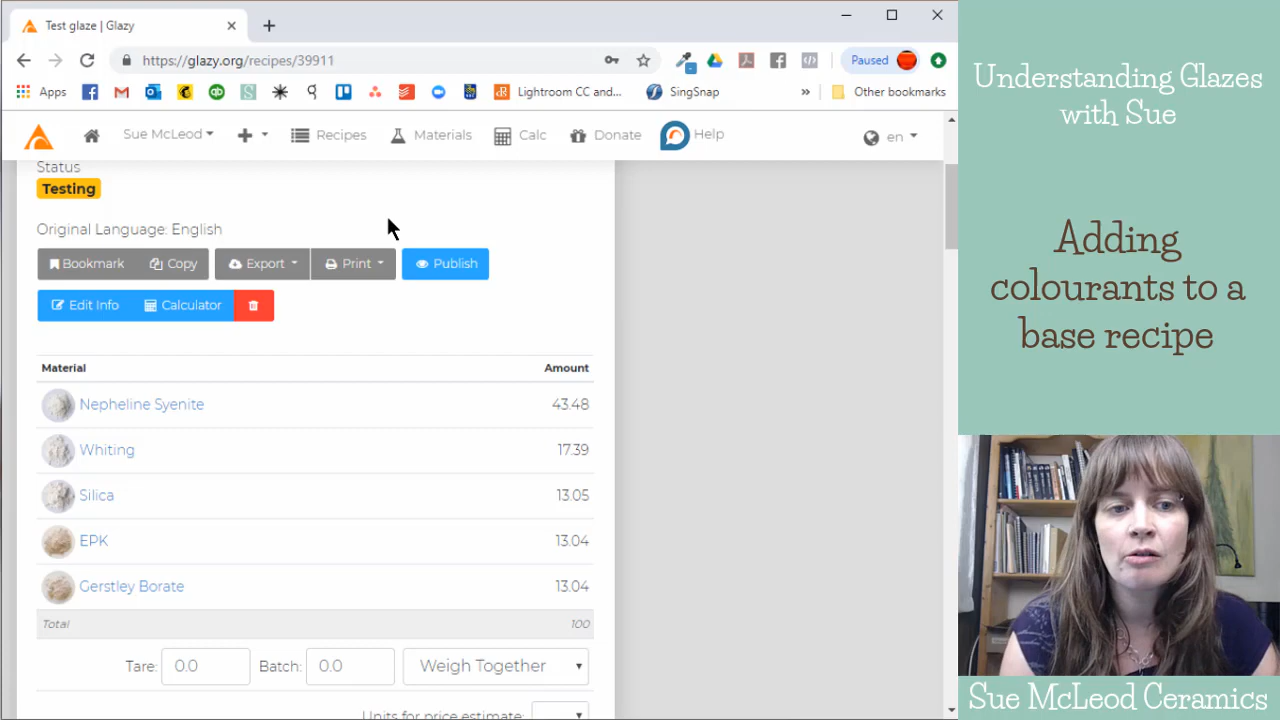 Test glaze | Glazy
https://glazy.org/recipes/39911
Paused
Apps
Lightroom CC and...
SingSnap
»
Other bookmarks
Sue McLeod
Recipes
Materials
Calc
Donate
Help
en
Status
Testing
Original Language: English
Bookmark Copy Export Print Publish
Edit Info Calculator
Material Amount
Nepheline Syenite 43.48
Whiting 17.39
Silica 13.05
EPK 13.04
Gerstley Borate 13.04
Total 100
Tare: 0.0 Batch: 0.0 Weigh Together
Units for price estimate:
Understanding Glazes
with Sue
Adding
colourants to a
base recipe
Sue McLeod Ceramics